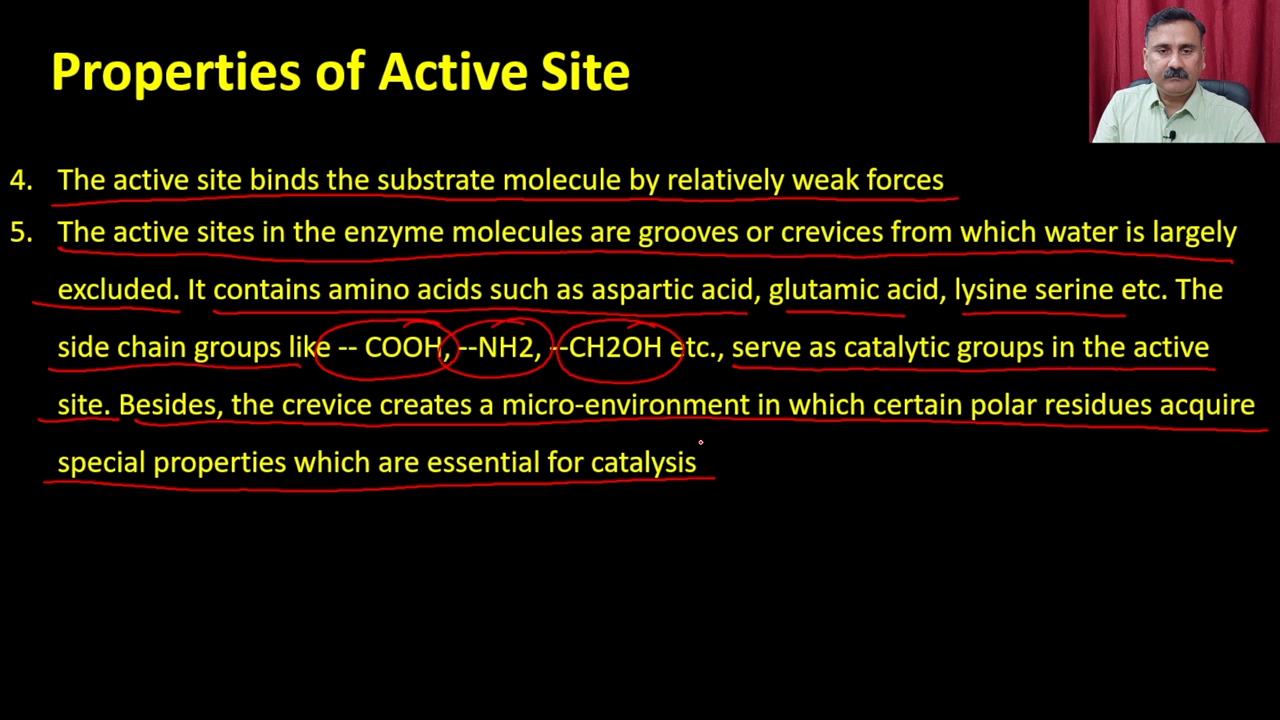 Properties of Active Site
4. The active site binds the substrate molecule by relatively weak forces
5. The active sites in the enzyme molecules are grooves or crevices from which water is largely
excluded. It contains amino acids such as aspartic acid, glutamic acid, lysine serine etc. The
side chain groups like -- COOH, --NH2, --CH2OH etc., serve as catalytic groups in the active
site. Besides, the crevice creates a micro-environment in which certain polar residues acquire
special properties which are essential for catalysis